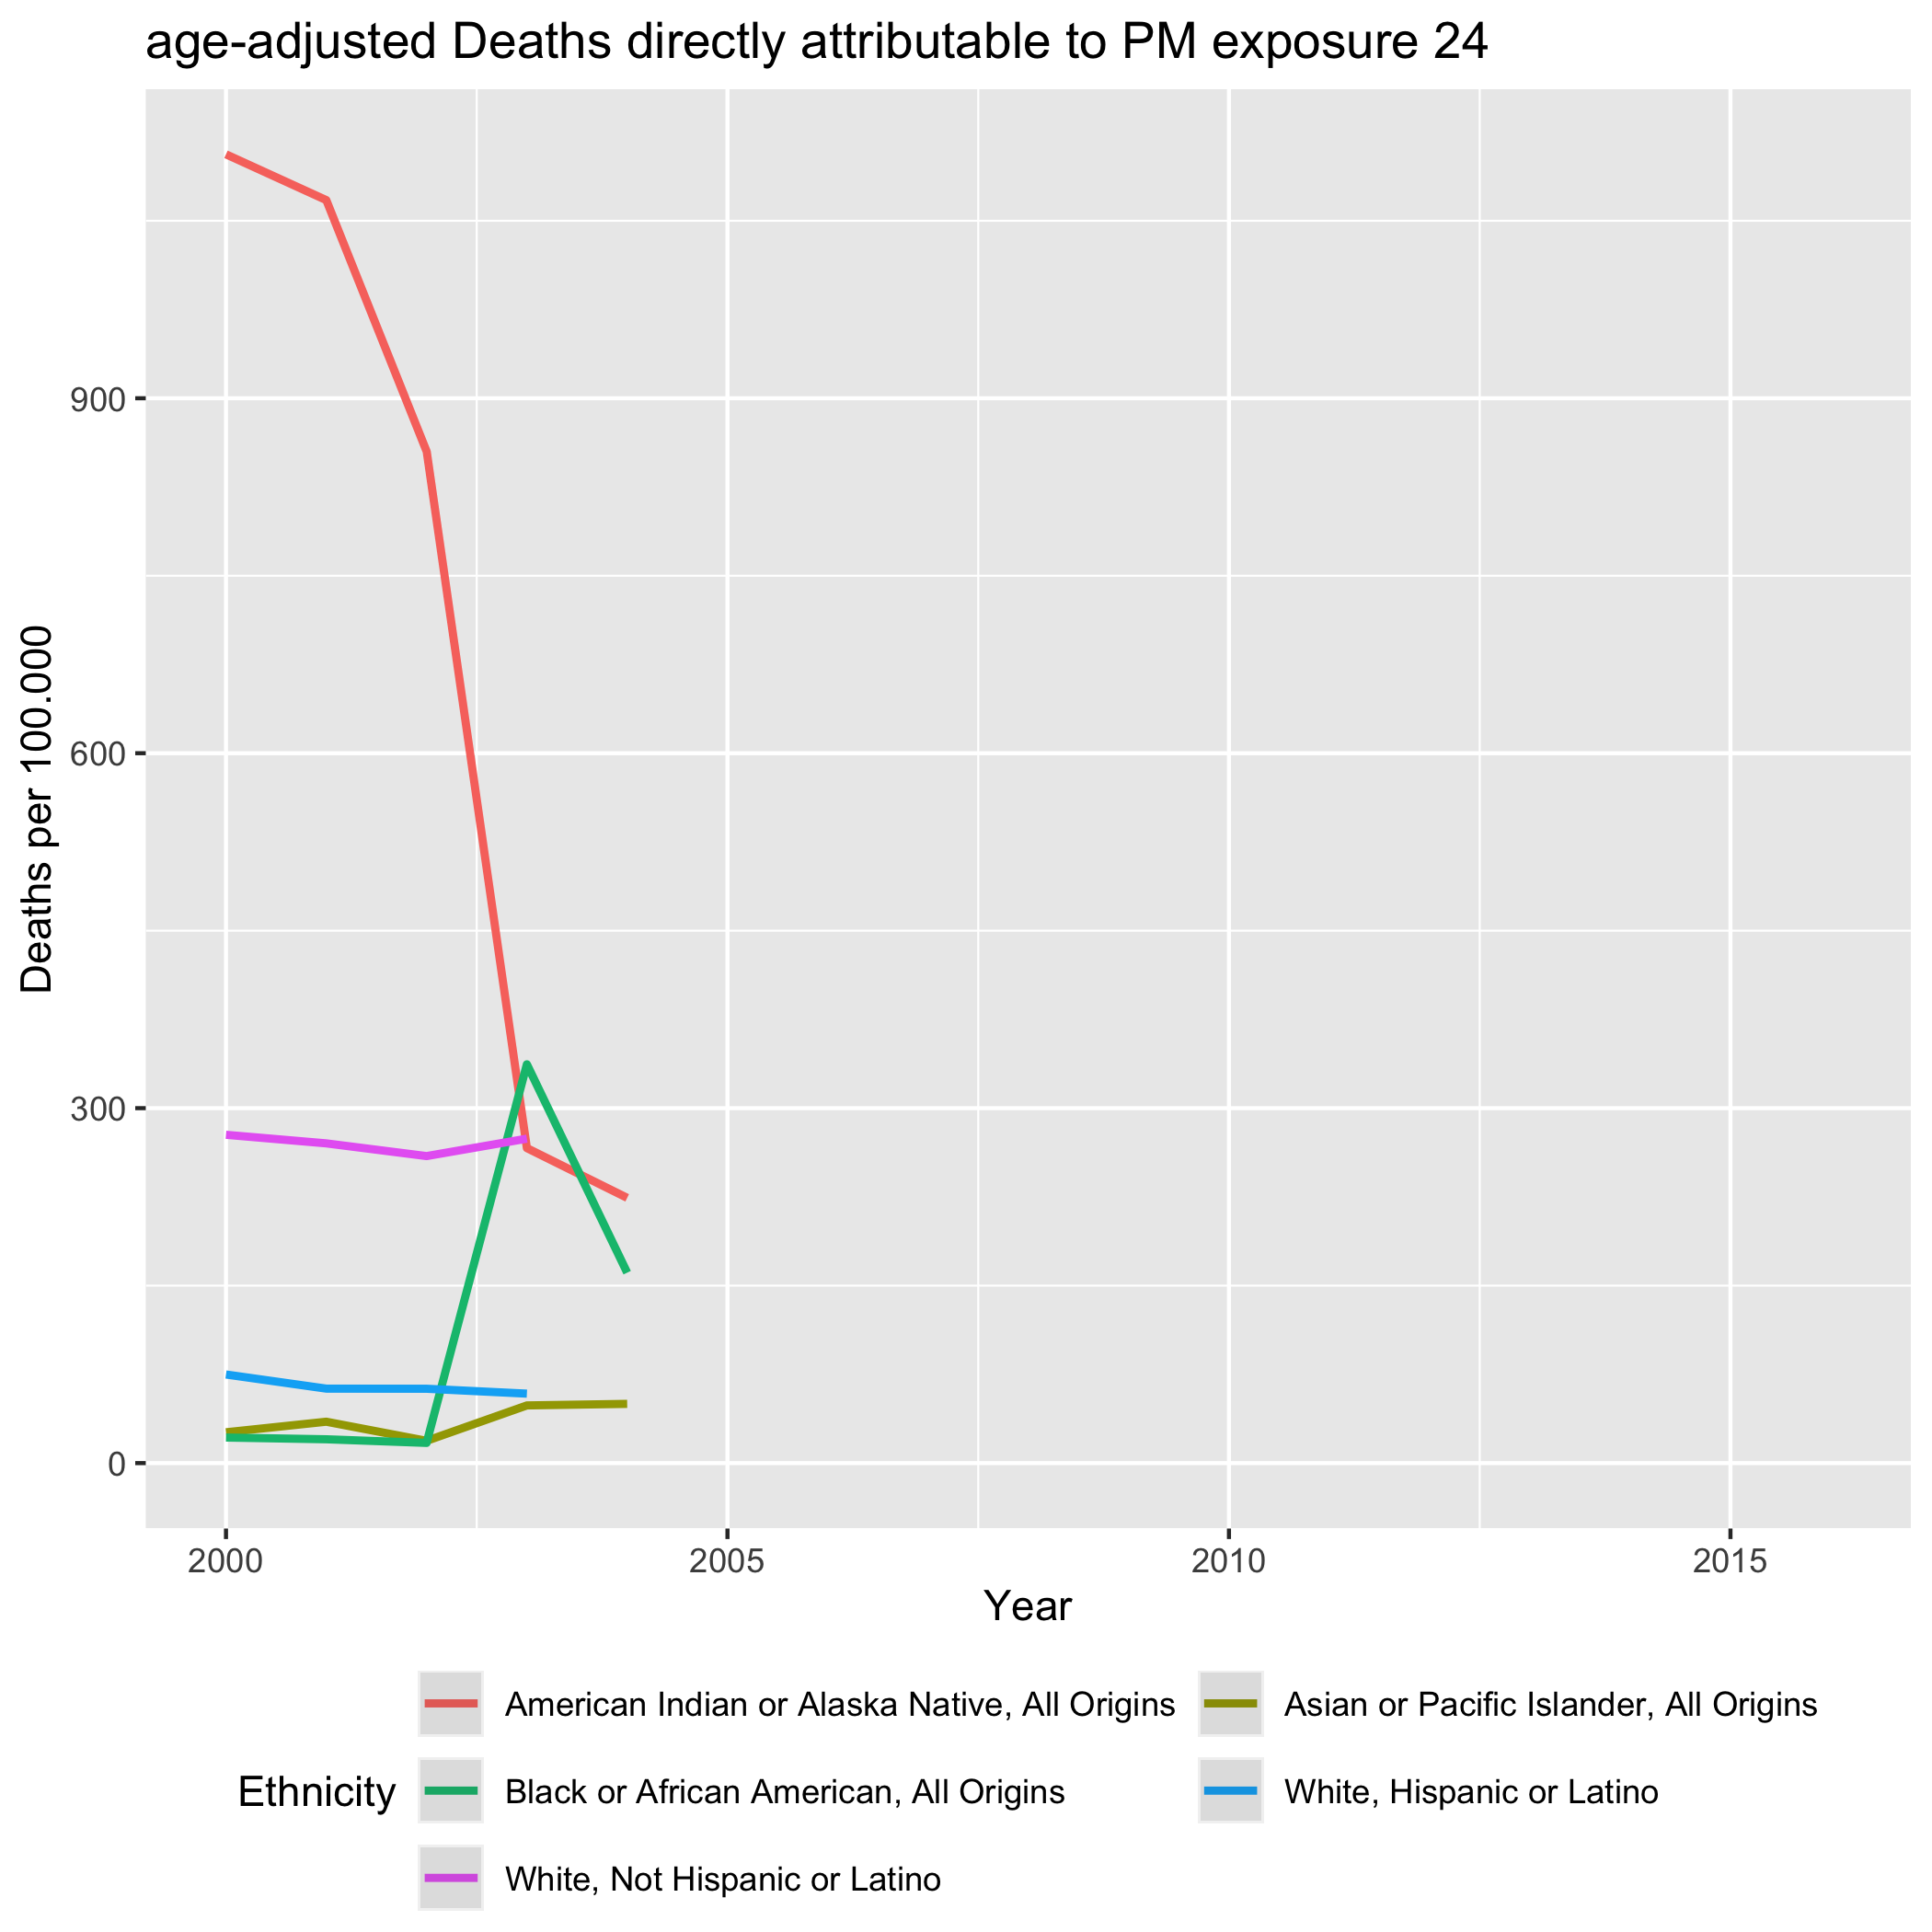 age-adjusted Deaths directly attributable to PM exposure 24
Deaths per 100.000
900
600
300
0
2000 2005 2010 2015
Year
Ethnicity
American Indian or Alaska Native, All Origins
Asian or Pacific Islander, All Origins
Black or African American, All Origins
White, Hispanic or Latino
White, Not Hispanic or Latino